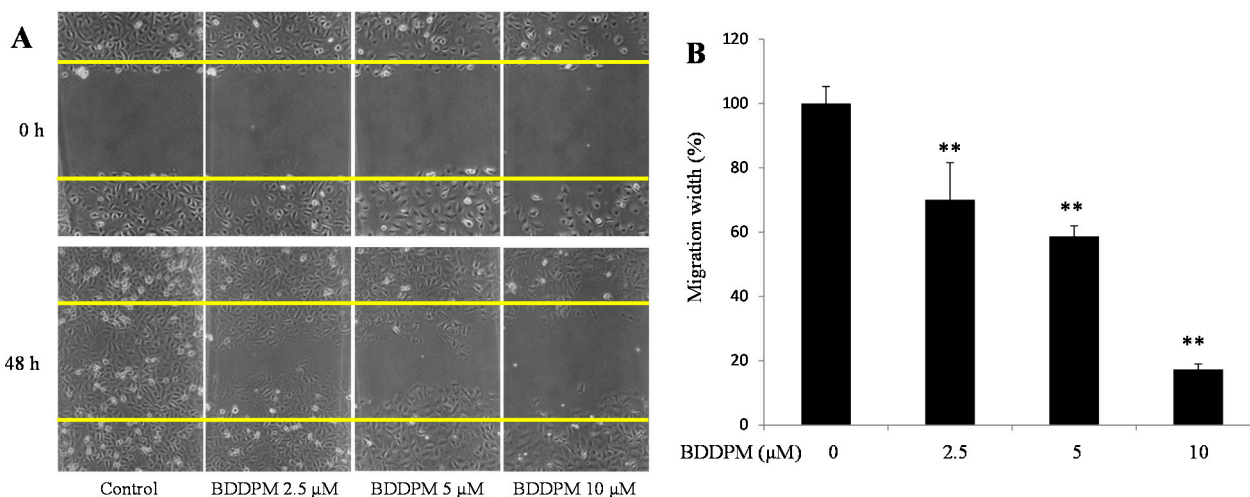 A
0 h
48 h
Control
BDDPM 2.5 μM
BDDPM 5 μM
BDDPM 10 μM
B
Migration width (%)
120
100
80
60
40
20
0
**
**
**
BDDPM (μM)
0
2.5
5
10